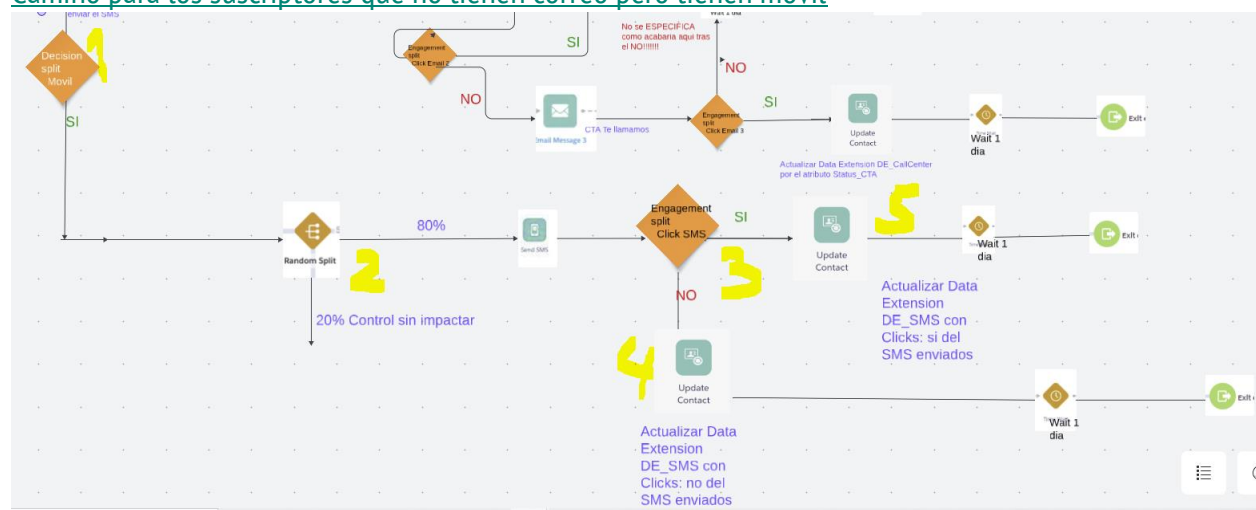 Camino para los suscriptores que no tienen correo pero tienen movil
enviar el SMS
Decision
split
Movil
1
SI
Engagement
split
Click Email 2
SI
NO
Email Message 3
CTA Te llamamos
No se ESPECIFICA
como acabaria aqui tras
el NO!!!!!!!
NO
Engagement
split
Click Email 3
SI
Update
Contact
Actualizar Data Extension DE_CallCenter
por el atributo Status_CTA
Wait 1
dia
Exit
Random Split
2
80%
20% Control sin impactar
Send SMS
Engagement
split
Click SMS
3
SI
NO
Update
Contact
5
Actualizar Data
Extension
DE_SMS con
Clicks: si del
SMS enviados
Wait 1
dia
Exit
4
Update
Contact
Actualizar Data
Extension
DE_SMS con
Clicks: no del
SMS enviados
Wait 1
dia
Exit